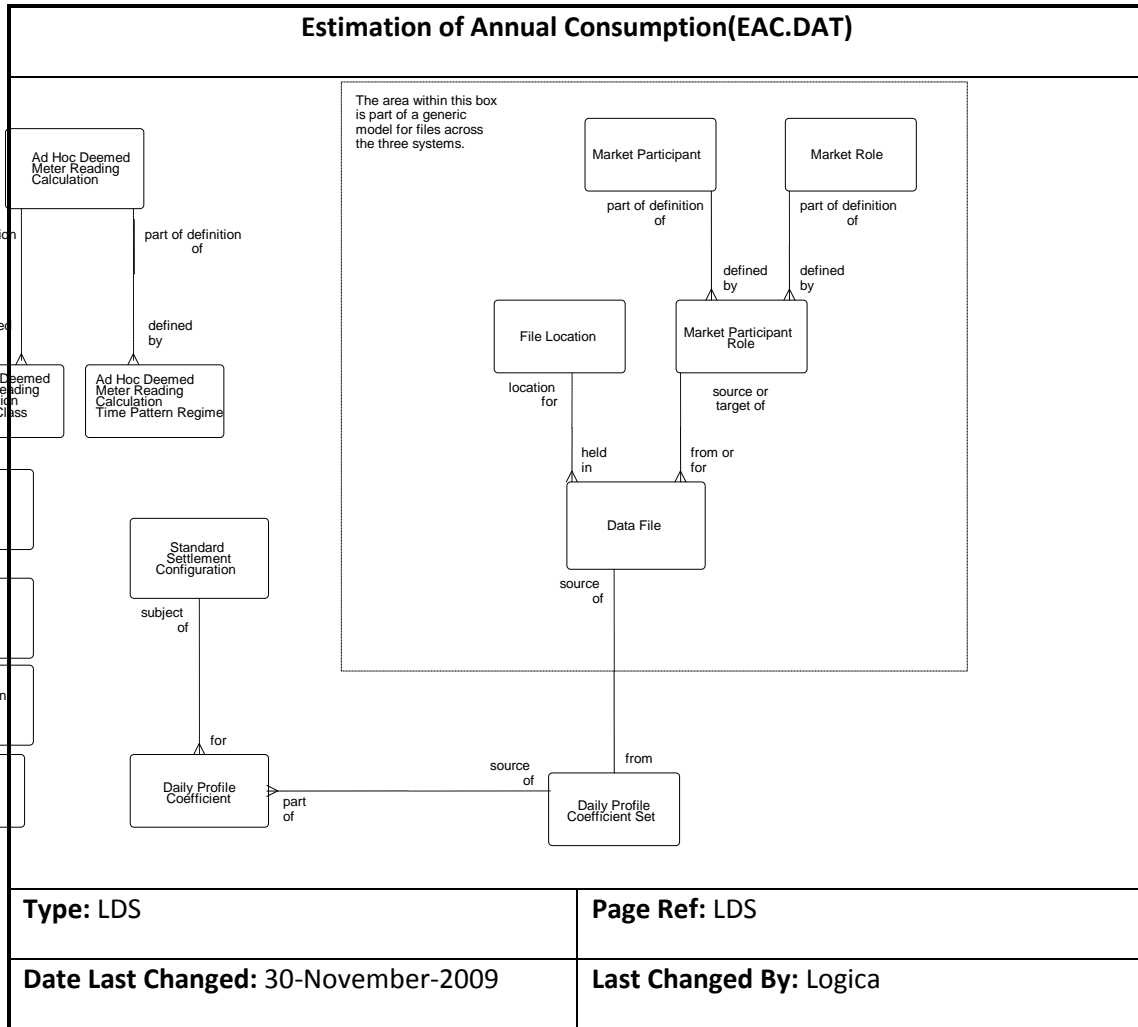 Estimation of Annual Consumption(EAC.DAT)
The area within this box
is part of a generic
model for files across
the three systems.
Ad Hoc Deemed
Meter Reading
Calculation
Market Participant
Market Role
part of definition
of
part of definition
of
part of definition
of
defined
by
defined
by
defined
by
File Location
Market Participant
Role
Deemed
Ad Hoc Deemed
Meter Reading
Calculation
Time Pattern Regime
location
for
source or
target of
held
in
from or
for
Data File
Standard
Settlement
Configuration
source
of
subject
of
for
from
source
of
part
of
Daily Profile
Coefficient
Daily Profile
Coefficient Set
Type: LDS
Page Ref: LDS
Date Last Changed: 30-November-2009
Last Changed By: Logica